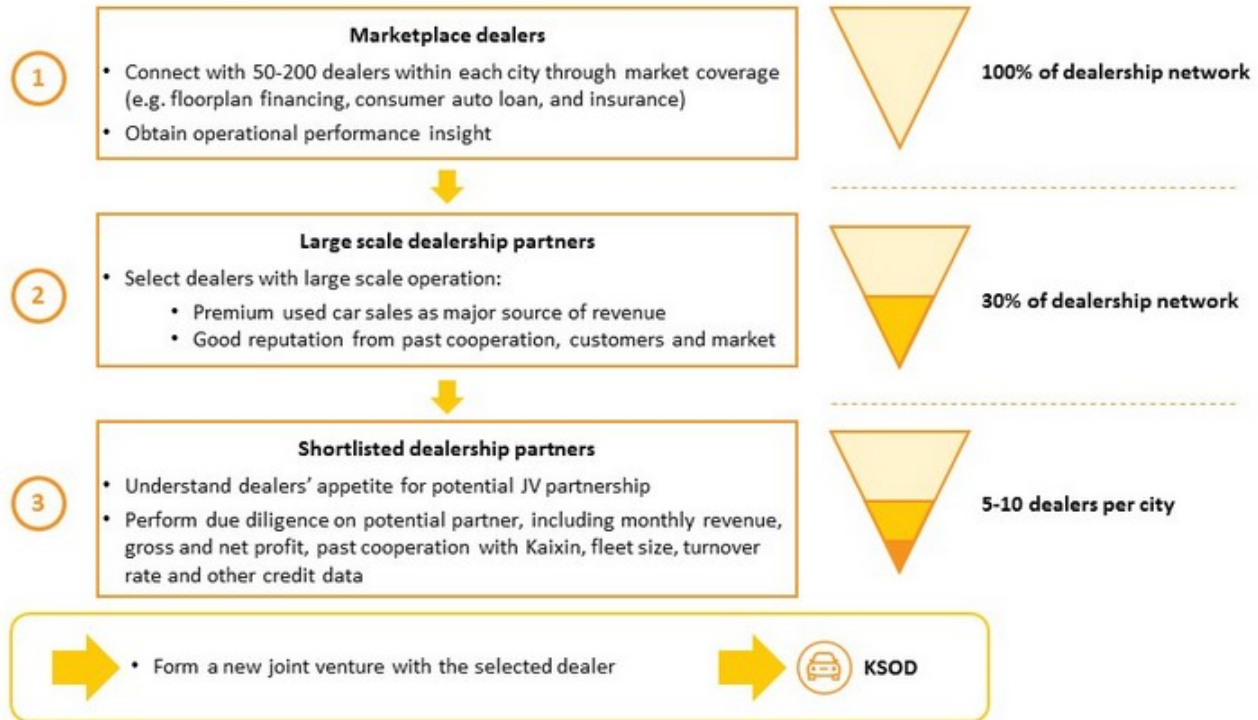 1
Marketplace dealers
• Connect with 50-200 dealers within each city through market coverage
(e.g. floorplan financing, consumer auto loan, and insurance)
• Obtain operational performance insight
100% of dealership network
2
Large scale dealership partners
• Select dealers with large scale operation:
• Premium used car sales as major source of revenue
• Good reputation from past cooperation, customers and market
30% of dealership network
3
Shortlisted dealership partners
• Understand dealers’ appetite for potential JV partnership
• Perform due diligence on potential partner, including monthly revenue,
gross and net profit, past cooperation with Kaixin, fleet size, turnover
rate and other credit data
5-10 dealers per city
• Form a new joint venture with the selected dealer
KSOD